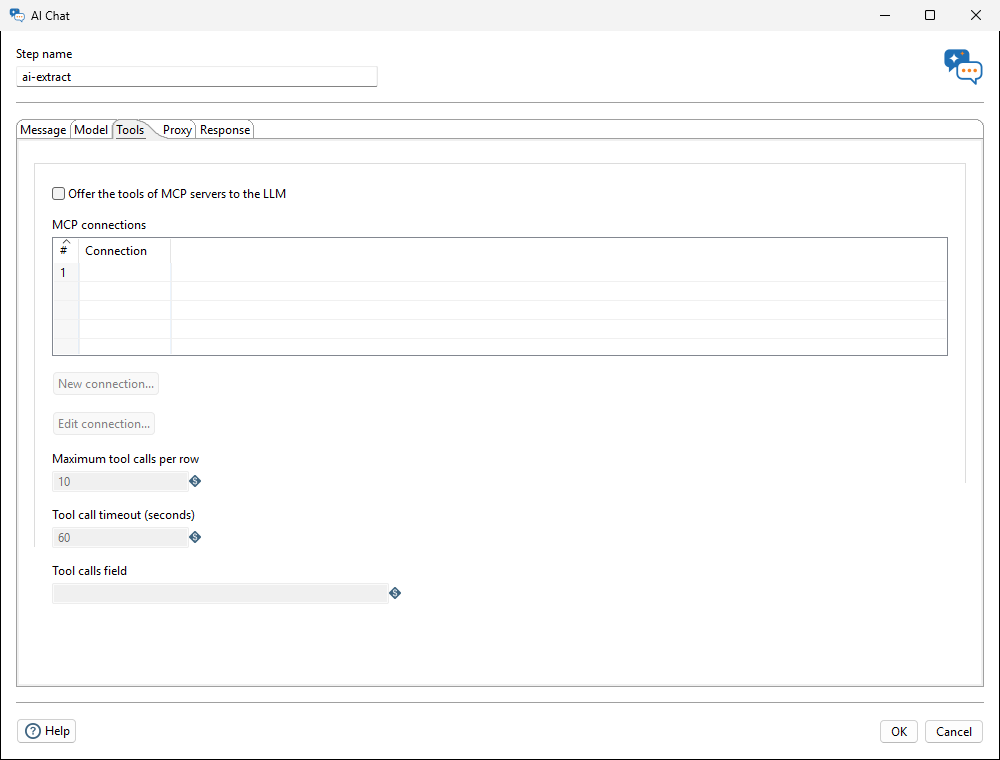 AI Chat
Step name
ai-extract
Message Model Tools Proxy Response
Offer the tools of MCP servers to the LLM
MCP connections
# Connection
1
New connection...
Edit connection...
Maximum tool calls per row
10
Tool call timeout (seconds)
60
Tool calls field
Help OK Cancel